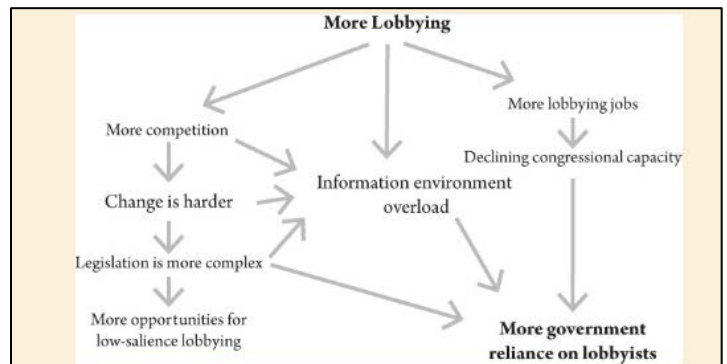 More Lobbying
More lobbying jobs
More competition
Declining congressional capacity
Information environment
overload
Change is harder
Legislation is more complex
More opportunities for
low-salience lobbying
More government
reliance on lobbyists